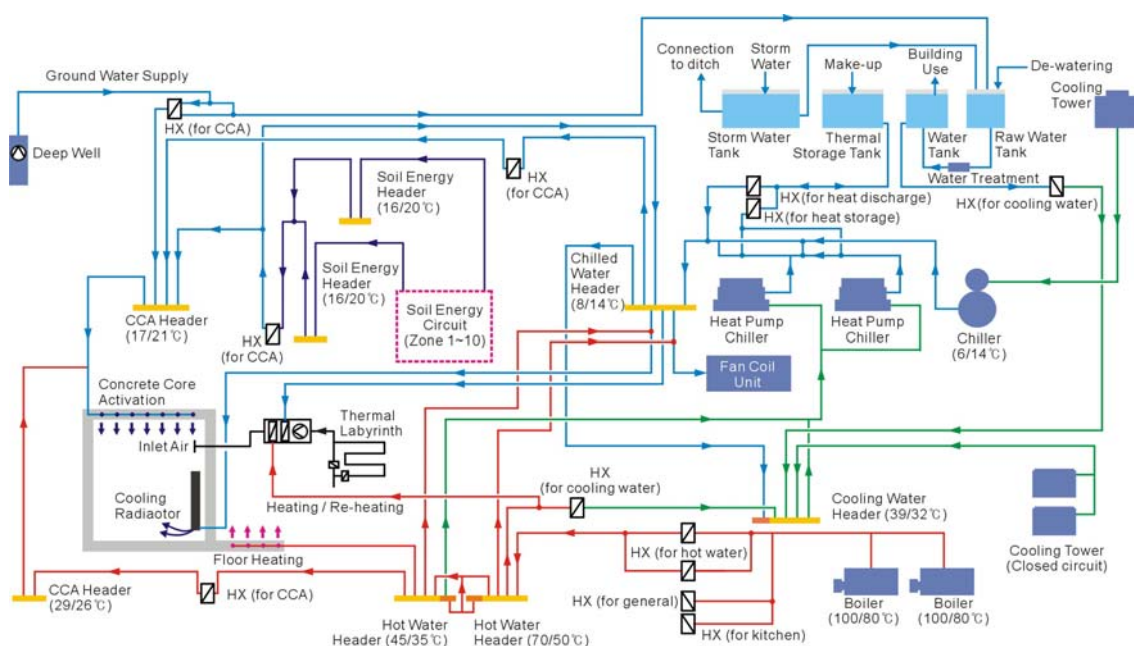 Ground Water Supply
Deep Well
HX (for CCA)
Connection
to ditch
Storm
Water
Make-up
Building
Use
De-watering
Cooling
Tower
Storm Water
Tank
Thermal
Storage Tank
Water
Tank
Raw Water
Tank
Water Treatment
HX
(for CCA)
HX(for heat discharge)
HX(for heat storage)
HX(for cooling water)
Soil Energy
Header
(16/20℃)
Soil Energy
Header
(16/20℃)
Soil Energy
Circuit
(Zone 1~10)
HX
(for CCA)
CCA Header
(17/21℃)
Chilled
Water
Header
(8/14℃)
Heat Pump
Chiller
Heat Pump
Chiller
Chiller
(6/14℃)
Fan Coil
Unit
Concrete Core
Activation
Inlet Air
Thermal
Labyrinth
Cooling
Radiaotor
Heating / Re-heating
HX
(for cooling water)
Cooling Water
Header (39/32℃)
Cooling Tower
(Closed circuit)
Floor Heating
HX (for hot water)
CCA Header
(29/26℃)
HX (for CCA)
Hot Water
Header (45/35℃)
Hot Water
Header (70/50℃)
HX
(for general)
HX (for kitchen)
Boiler
(100/80℃)
Boiler
(100/80℃)